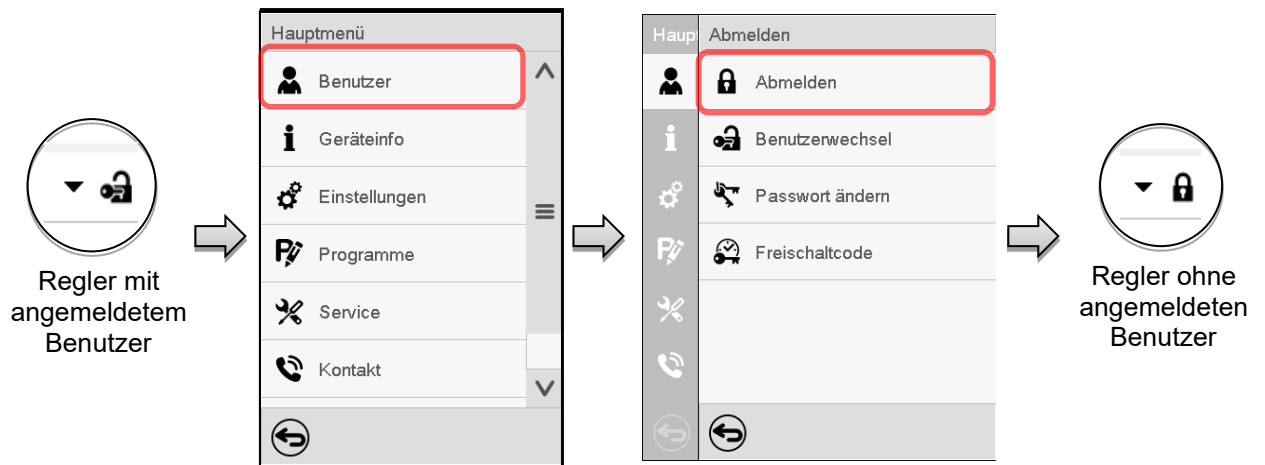 Regler mit
angemeldetem
Benutzer
Hauptmenü
Benutzer
Geräteinfo
Einstellungen
Programme
Service
Kontakt
Haupt
Abmelden
Abmelden
Benutzerwechsel
Passwort ändern
Freischaltcode
Regler ohne
angemeldeten
Benutzer